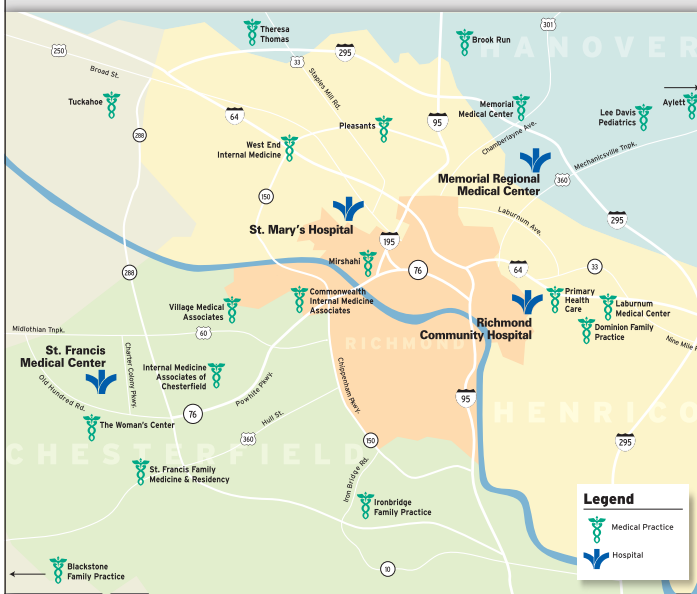 Theresa
Thomas
301
Brook Run
HANOVER
250
295
33
Broad St.
Staples Mill Rd.
Tuckahoe
Memorial
Medical Center
Aylett
Lee Davis
Pediatrics
64
95
Pleasants
288
Chamberlayne Ave.
West End
Internal Medicine
Mechanicsville Tnpk.
Memorial Regional
Medical Center
360
150
St. Mary's Hospital
Laburnum Ave.
295
195
Mirshahi
76
64
33
288
Commonwealth
Internal Medicine
Associates
Village Medical
Associates
Primary
Health
Care
Laburnum
Medical Center
Richmond
Community Hospital
Dominion Family
Practice
Midlothian Tnpk.
60
RICHMOND
Nine Mile R
St. Francis
Medical Center
Charter Colony Pkwy.
Internal Medicine
Associates of
Chesterfield
Old Hundred Rd.
Powhite Pkwy.
Chippenham Pkwy.
95
76
Hull St.
HENRICO
The Woman's Center
360
150
295
CHESTERFIELD
St. Francis Family
Medicine & Residency
Iron Bridge Rd.
Ironbridge
Family Practice
Legend
Medical Practice
Hospital
10
Blackstone
Family Practice